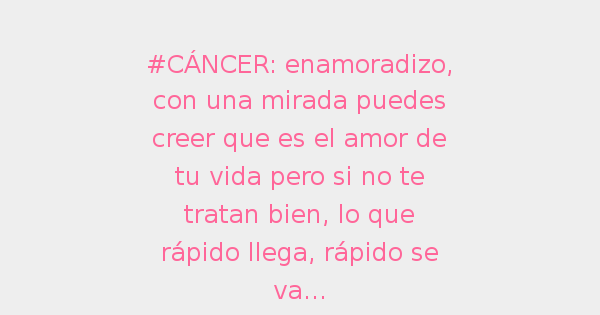 #CÁNCER: enamoradizo,
con una mirada puedes
creer que es el amor de
tu vida pero si no te
tratan bien, lo que
rápido llega, rápido se
va...